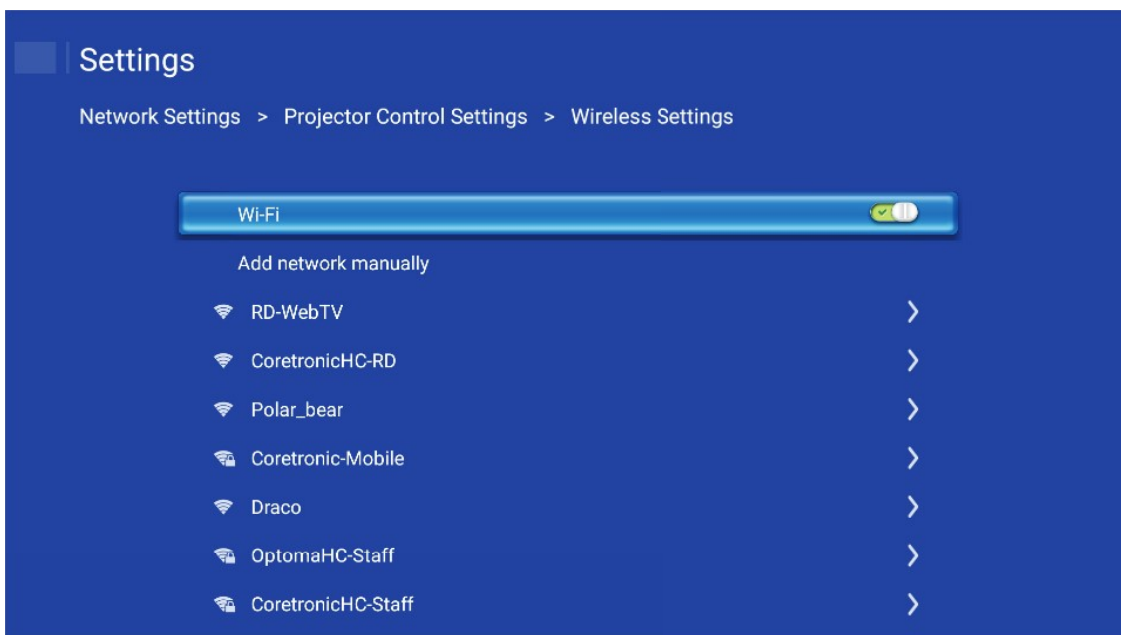 Settings
Network Settings > Projector Control Settings > Wireless Settings
Wi-Fi
Add network manually
RD-WebTV
CoretronicHC-RD
Polar_bear
Coretronic-Mobile
Draco
OptomaHC-Staff
CoretronicHC-Staff